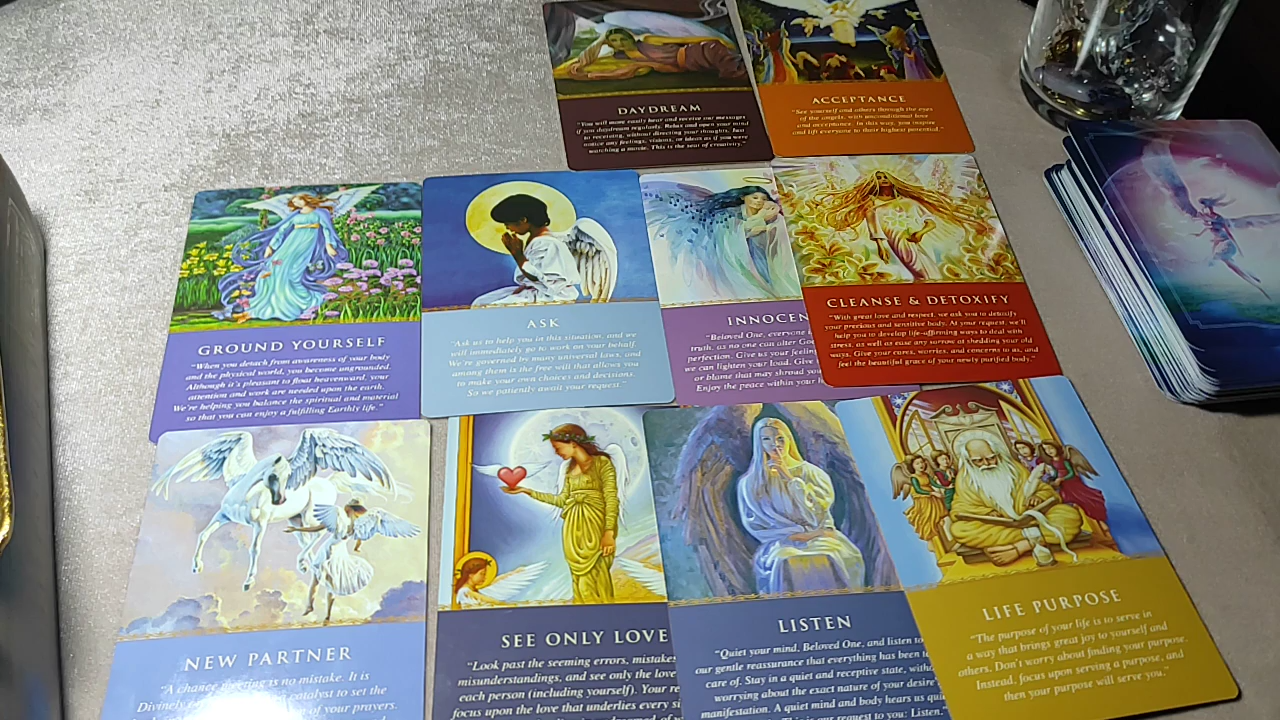 DAYDREAM
"You will more easily hear and receive our messages
if you daydream regularly. Relax and open your mind
to receiving, without directing your thoughts. Just
notice any feelings, visions, or ideas as if you were
watching a movie. This is the seat of creativity."
ACCEPTANCE
"See yourself and others through the eyes
of the angels, with unconditional love
and acceptance. In this way, you inspire
and lift everyone to their highest potential."
GROUND YOURSELF
"When you detach from awareness of your body
and the physical world, you become ungrounded.
Although it's pleasant to float heavenward, your
attention and work are needed upon the earth.
We're helping you balance the spiritual and material
so that you can enjoy a fulfilling Earthly life."
ASK
"Ask us to help you in this situation, and we
will immediately go to work on your behalf.
We're governed by many universal laws, and
among them is the free will that allows you
to make your own choices and decisions.
So we patiently await your request."
INNOCEN
"Beloved One, everyone
truth, as no one can alter God
perfection. Give us your feelin
we can lighten your load. Give
or blame that may shroud you
Enjoy the peace within your
CLEANSE & DETOXIFY
"With great love and respect, we ask you to detoxify
your precious and sensitive body. At your request, we'll
help you to develop life-affirming ways to deal with
stress, as well as ease any sorrow at shedding your old
ways. Give your cares, worries, and concerns to us, and
feel the beautiful grace of your newly purified body."
NEW PARTNER
"A chance meeting is no mistake. It is
Divinely catalyst to set the
of your prayers.
SEE ONLY LOVE
"Look past the seeming errors, mistakes
misunderstandings, and see only the love
each person (including yourself). Your re
focus upon the love that underlies every si
LISTEN
"Quiet your mind, Beloved One, and listen to
our gentle reassurance that everything has been t
care of. Stay in a quiet and receptive state, with
worrying about the exact nature of your desire
manifestation. A quiet mind and body hears us qui
This is our request to you: Listen."
LIFE PURPOSE
"The purpose of your life is to serve in
a way that brings great joy to yourself and
others. Don't worry about finding your purpose.
Instead, focus upon serving a purpose, and
then your purpose will serve you."